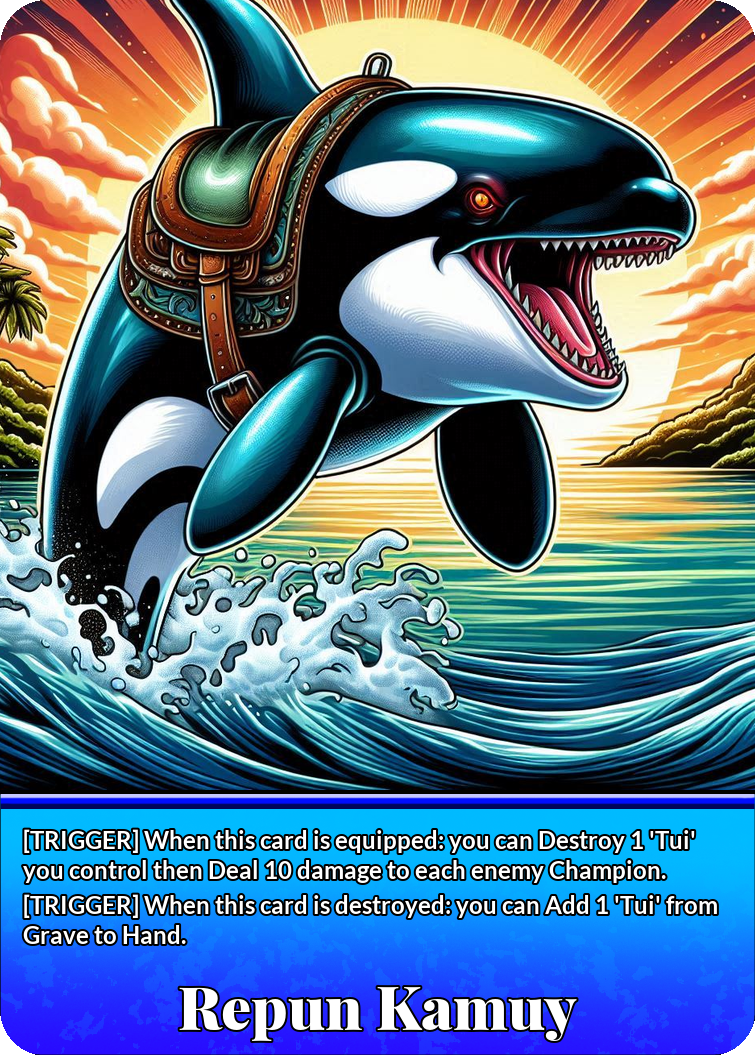 [TRIGGER] When this card is equipped: you can Destroy 1 'Tui'
you control then Deal 10 damage to each enemy Champion.
[TRIGGER] When this card is destroyed: you can Add 1 'Tui' from
Grave to Hand.
Repun Kamuy